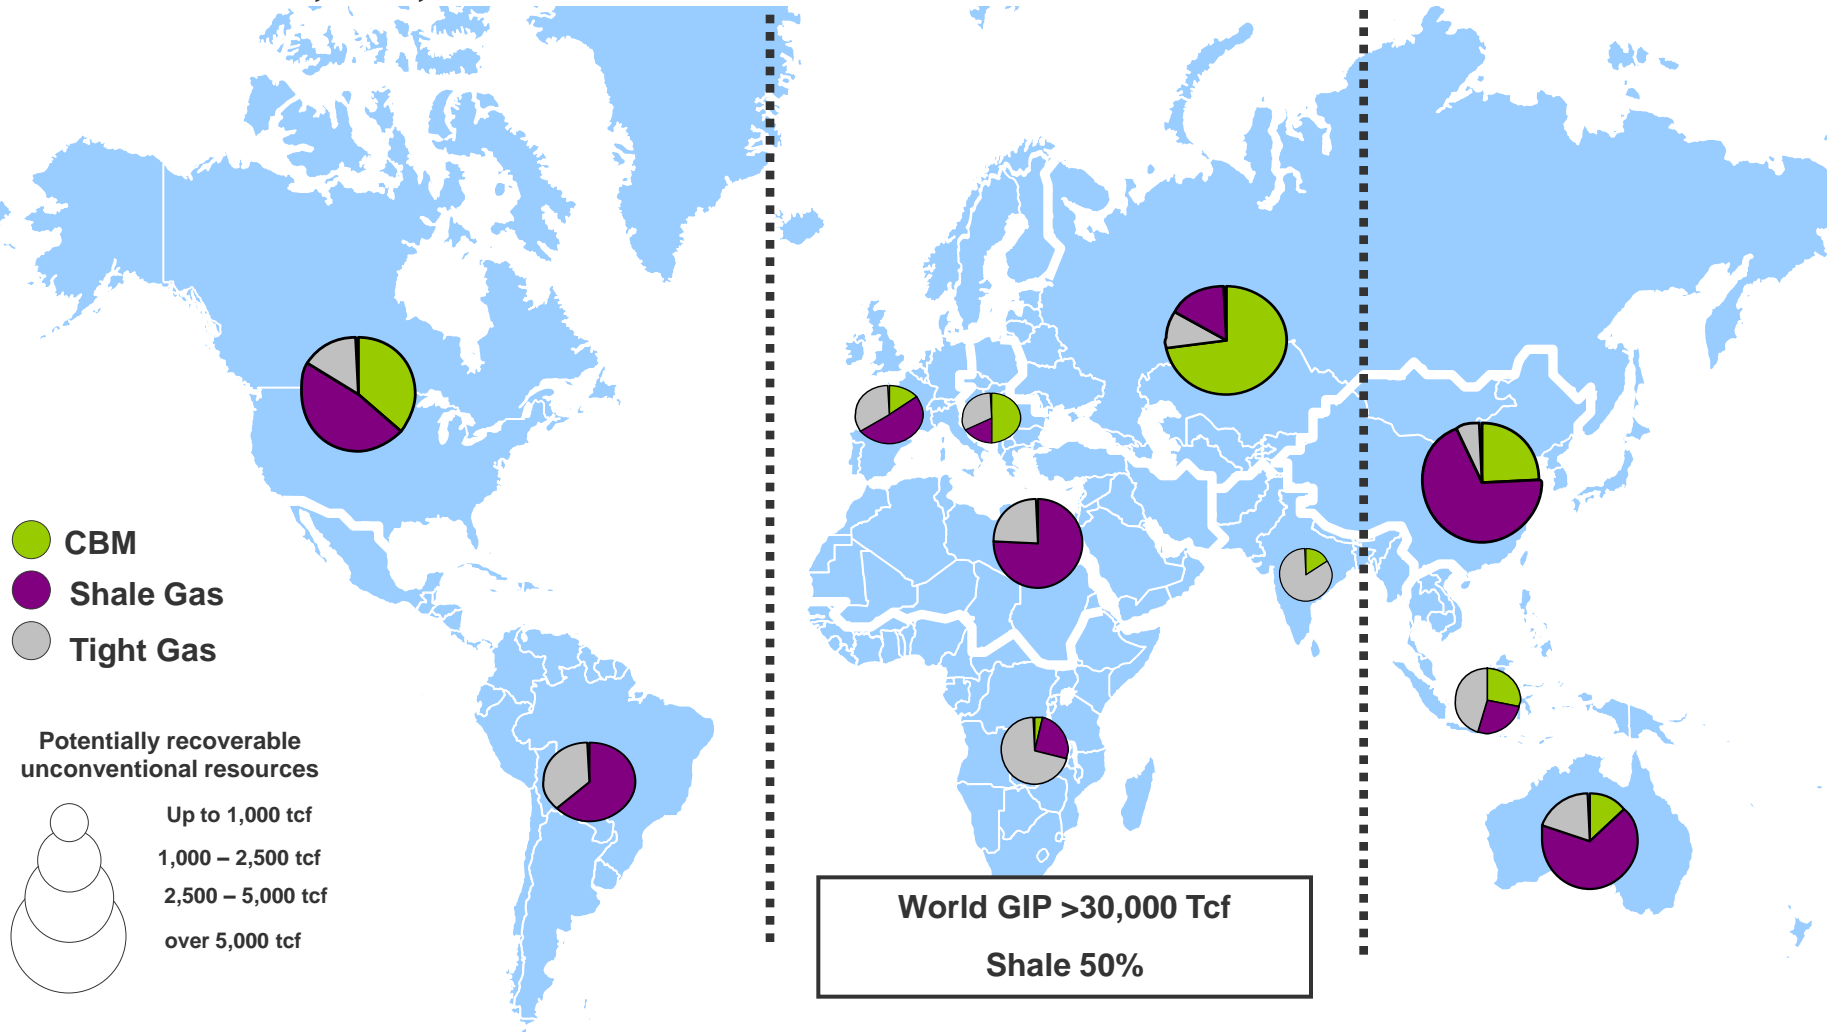 CBM
Shale Gas
Tight Gas
Potentially recoverable
unconventional resources
Up to 1,000 tcf
1,000 – 2,500 tcf
2,500 – 5,000 tcf
over 5,000 tcf
World GIP >30,000 Tcf
Shale 50%